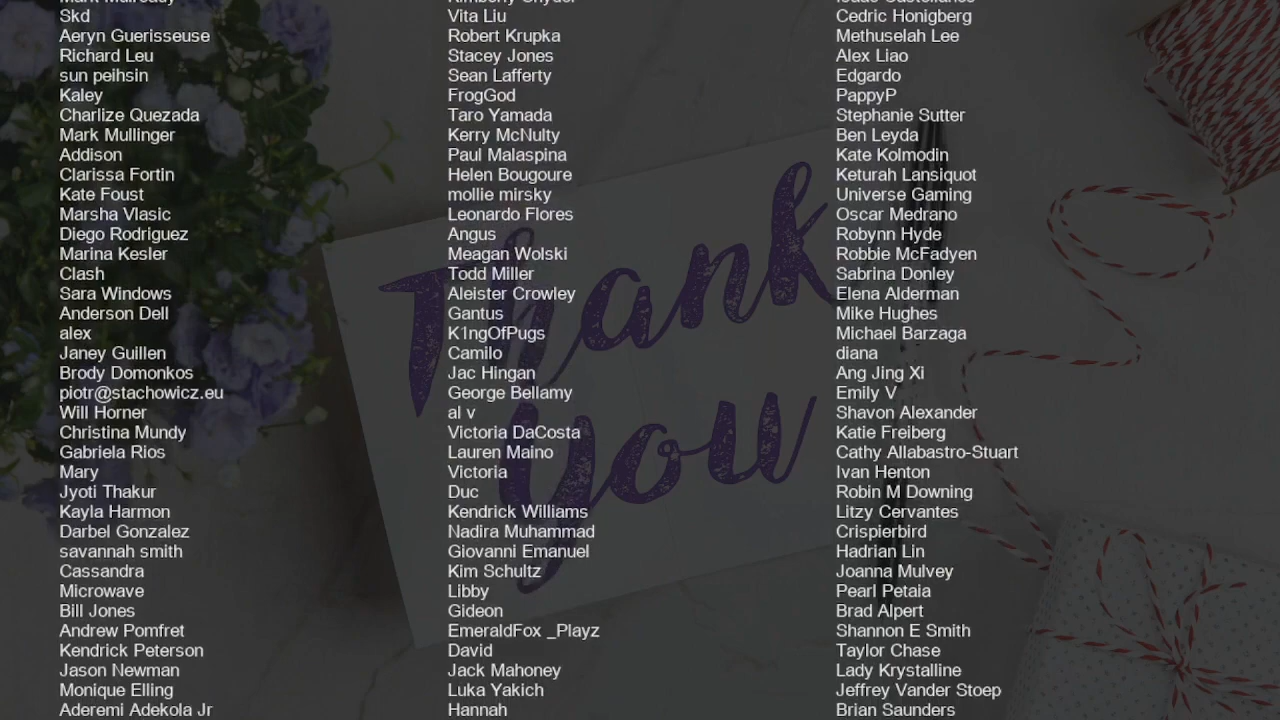 Skd
Aeryn Guerisseuse
Richard Leu
sun peihsin
Kaley
Charlize Quezada
Mark Mullinger
Addison
Clarissa Fortin
Kate Foust
Marsha Vlasic
Diego Rodriguez
Marina Kesler
Clash
Sara Windows
Anderson Dell
alex
Janey Guillen
Brody Domonkos
piotr@stachowicz.eu
Will Horner
Christina Mundy
Gabriela Rios
Mary
Jyoti Thakur
Kayla Harmon
Darbel Gonzalez
savannah smith
Cassandra
Microwave
Bill Jones
Andrew Pomfret
Kendrick Peterson
Jason Newman
Monique Elling
Aderemi Adekola Jr
Vita Liu
Robert Krupka
Stacey Jones
Sean Lafferty
FrogGod
Taro Yamada
Kerry McNulty
Paul Malaspina
Helen Bougoure
mollie mirsky
Leonardo Flores
Angus
Meagan Wolski
Todd Miller
Aleister Crowley
Gantus
K1ngOfPugs
Camilo
Jac Hingan
George Bellamy
al v
Victoria DaCosta
Lauren Maino
Victoria
Duc
Kendrick Williams
Nadira Muhammad
Giovanni Emanuel
Kim Schultz
Libby
Gideon
EmeraldFox _Playz
David
Jack Mahoney
Luka Yakich
Hannah
Cedric Honigberg
Methuselah Lee
Alex Liao
Edgardo
PappyP
Stephanie Sutter
Ben Leyda
Kate Kolmodin
Keturah Lansiquot
Universe Gaming
Oscar Medrano
Robynn Hyde
Robbie McFadyen
Sabrina Donley
Elena Alderman
Mike Hughes
Michael Barzaga
diana
Ang Jing Xi
Emily V
Shavon Alexander
Katie Freiberg
Cathy Allabastro-Stuart
Ivan Henton
Robin M Downing
Litzy Cervantes
Crispierbird
Hadrian Lin
Joanna Mulvey
Pearl Petaia
Brad Alpert
Shannon E Smith
Taylor Chase
Lady Krystalline
Jeffrey Vander Stoep
Brian Saunders
Thank
you